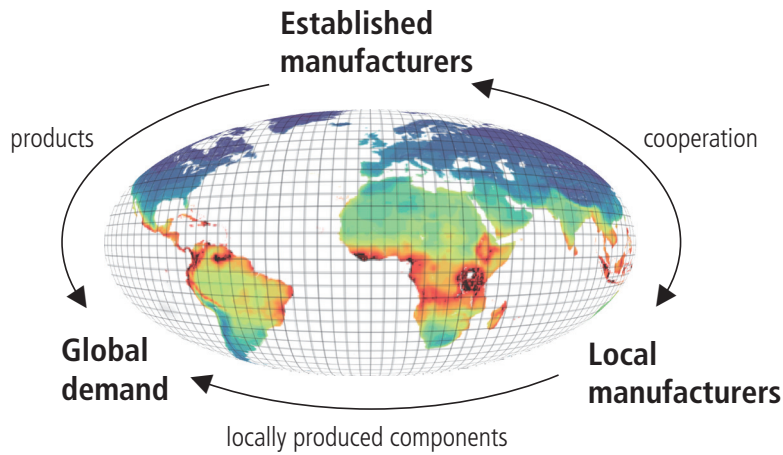 Established
manufacturers
products
cooperation
Global
demand
Local
manufacturers
locally produced components